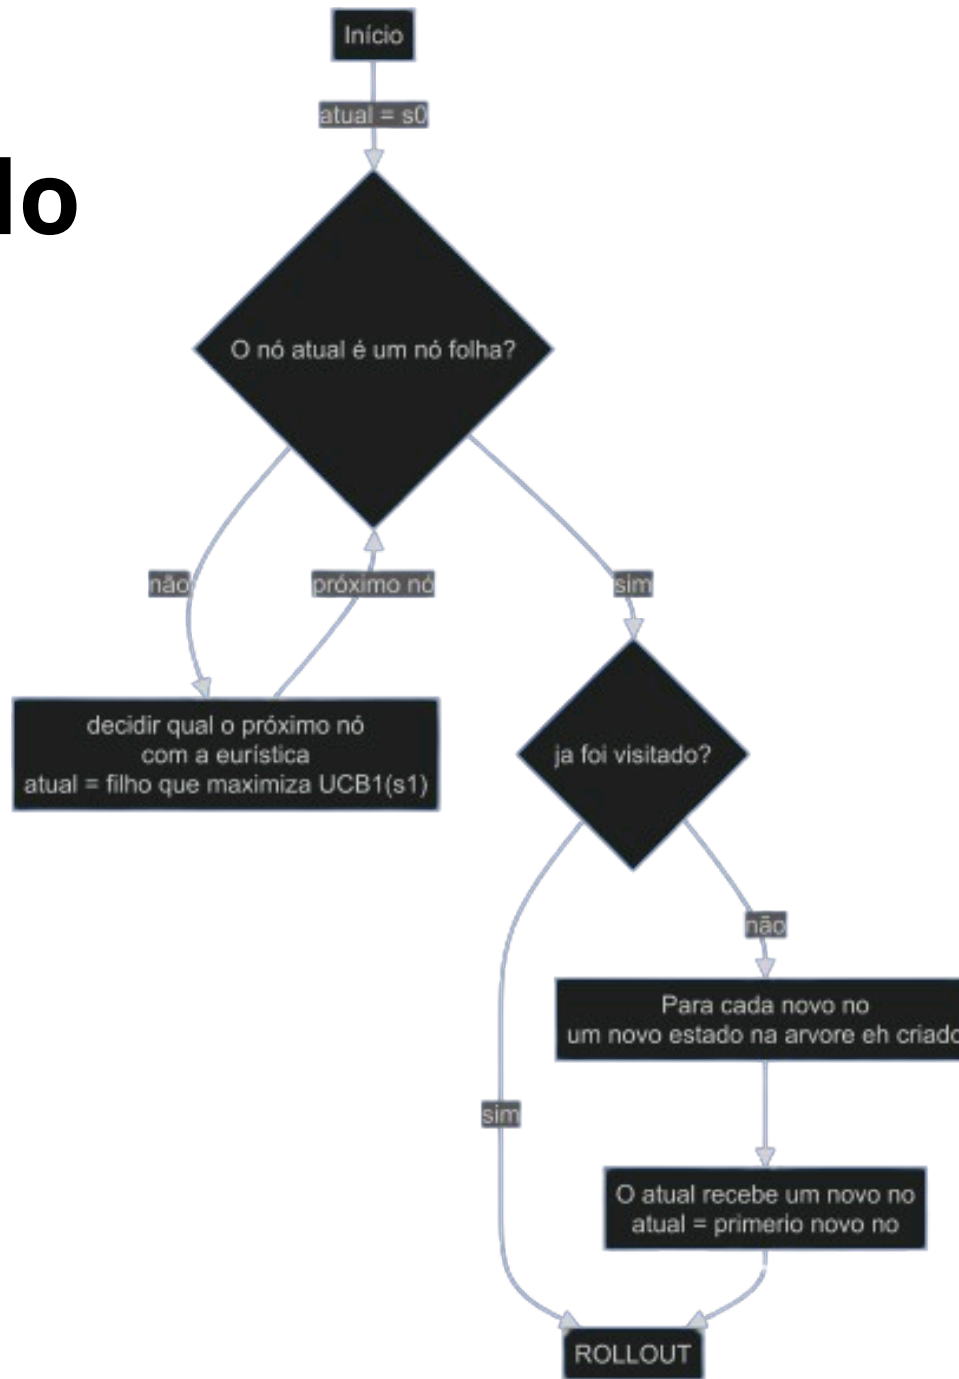 Início
atual = s0
do
O nó atual é um nó folha?
não
próximo nó
sim
decidir qual o próximo nó
com a eurística
atual = filho que maximiza UCB1(s1)
ja foi visitado?
não
Para cada novo no
um novo estado na arvore eh criado
sim
O atual recebe um novo no
atual = primerio novo no
ROLLOUT